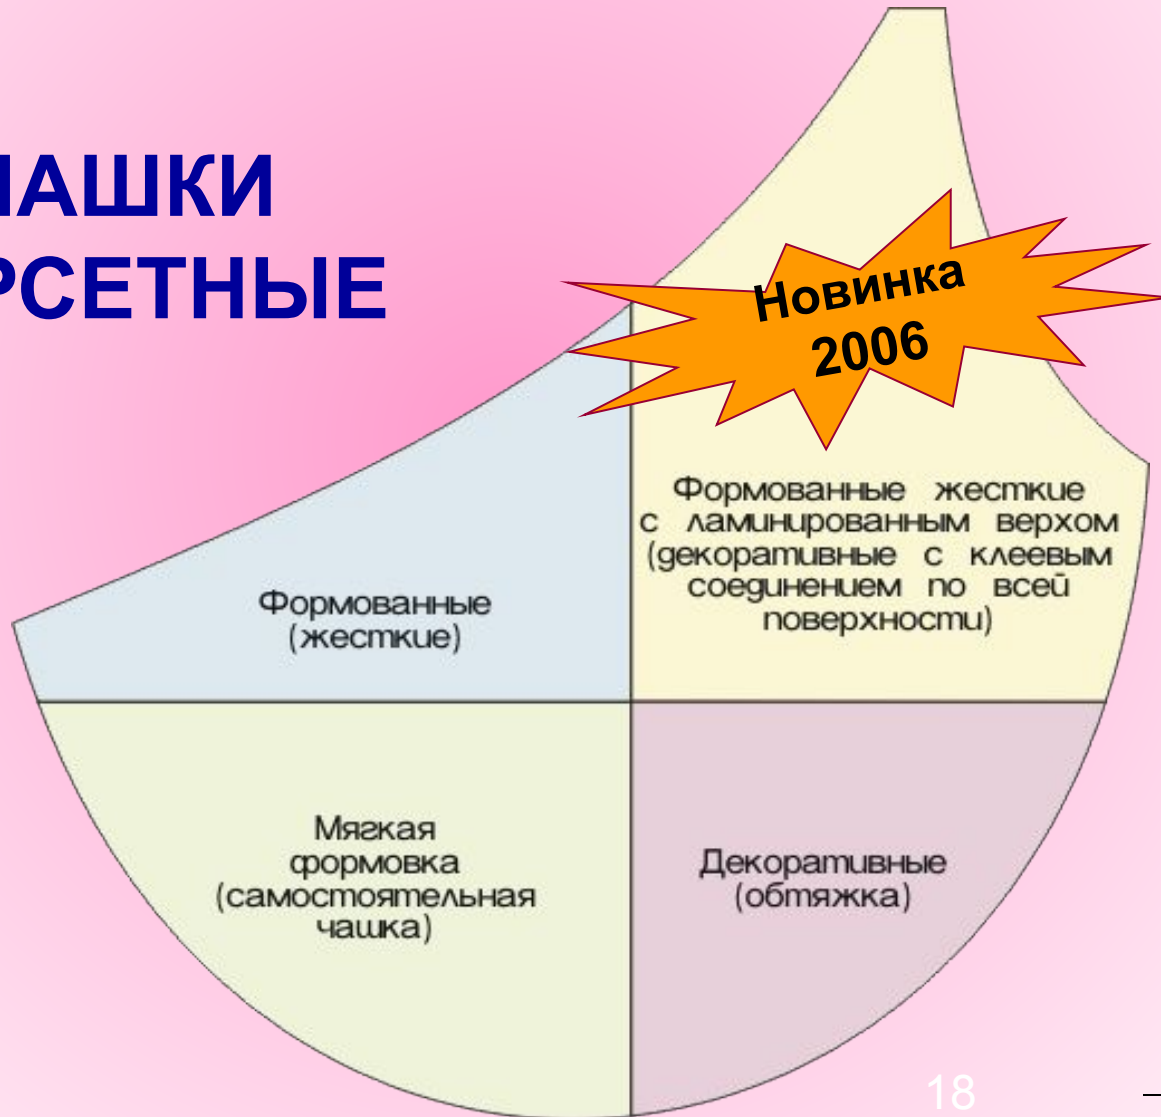 ЧАШКИ
РСЕТНЫЕ
Новинка
2006
Формованные жесткие
с ламинированным верхом
(декоративные с клеевым
соединением по всей
поверхности)
Формованные
(жесткие)
Мягкая
формовка
(самостоятельная
чашка)
Декоративные
(обтяжка)
18